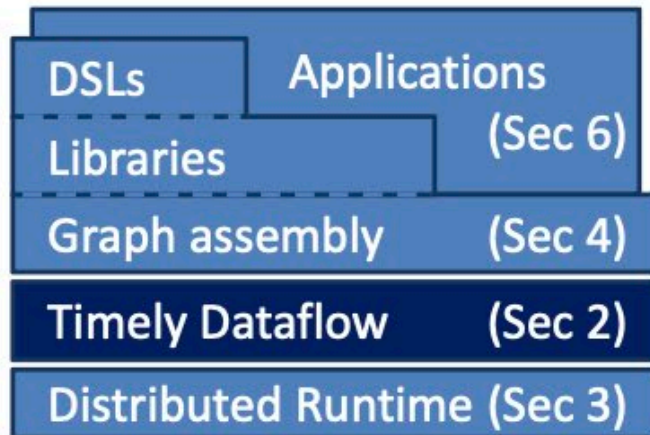 DSLs
Applications
(Sec 6)
Libraries
Graph assembly (Sec 4)
Timely Dataflow (Sec 2)
Distributed Runtime (Sec 3)